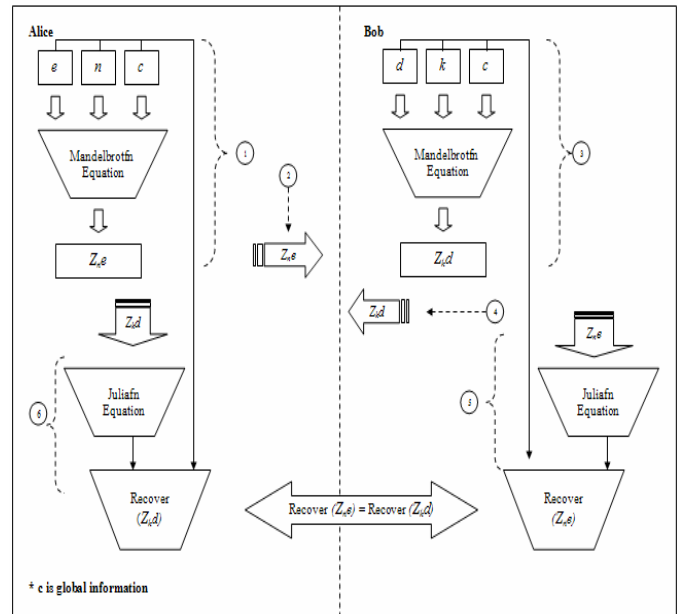 Alice
e n c
Mandelbrotfn
Equation
1
Zₙe
Zₙe
2
Zₖd
Juliafn
Equation
6
Recover
(Zₖd)
* c is global information
Bob
d k c
Mandelbrotfn
Equation
3
Zₖd
Zₖd
4
Zₙe
Juliafn
Equation
5
Recover
(Zₙe)
Recover (Zₙe) = Recover (Zₖd)